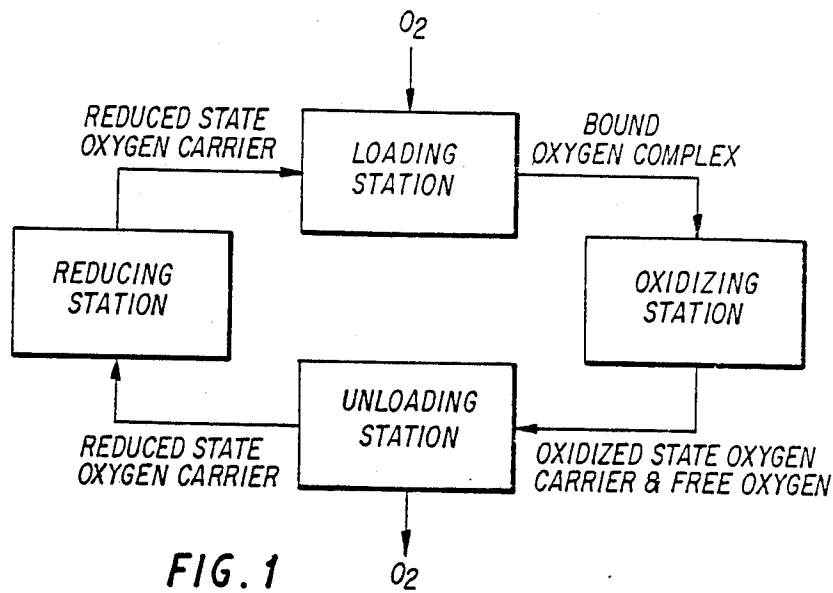 O2
REDUCED STATE
OXYGEN CARRIER
LOADING
STATION
BOUND
OXYGEN COMPLEX
REDUCING
STATION
OXIDIZING
STATION
UNLOADING
STATION
REDUCED STATE
OXYGEN CARRIER
OXIDIZED STATE OXYGEN
CARRIER & FREE OXYGEN
O2
FIG. 1